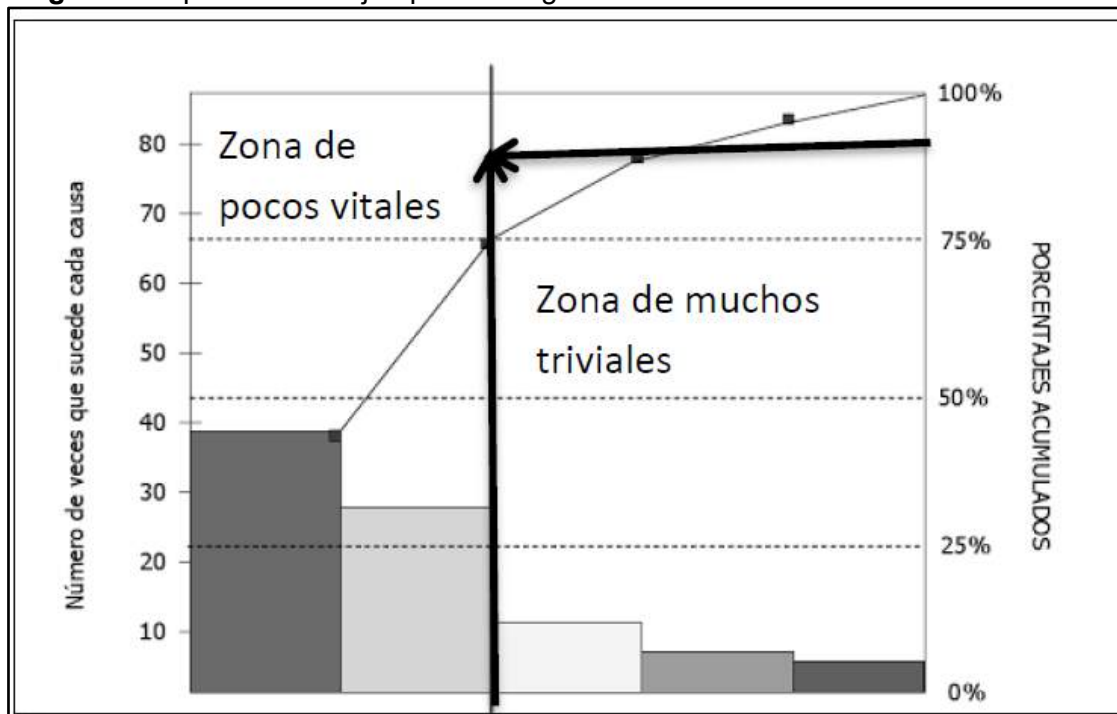 80
70
60
50
40
30
20
10
Número de veces que sucede cada causa
Zona de
pocos vitales
Zona de muchos
triviales
100%
75%
50%
25%
0%
PORCENTAJES ACUMULADOS